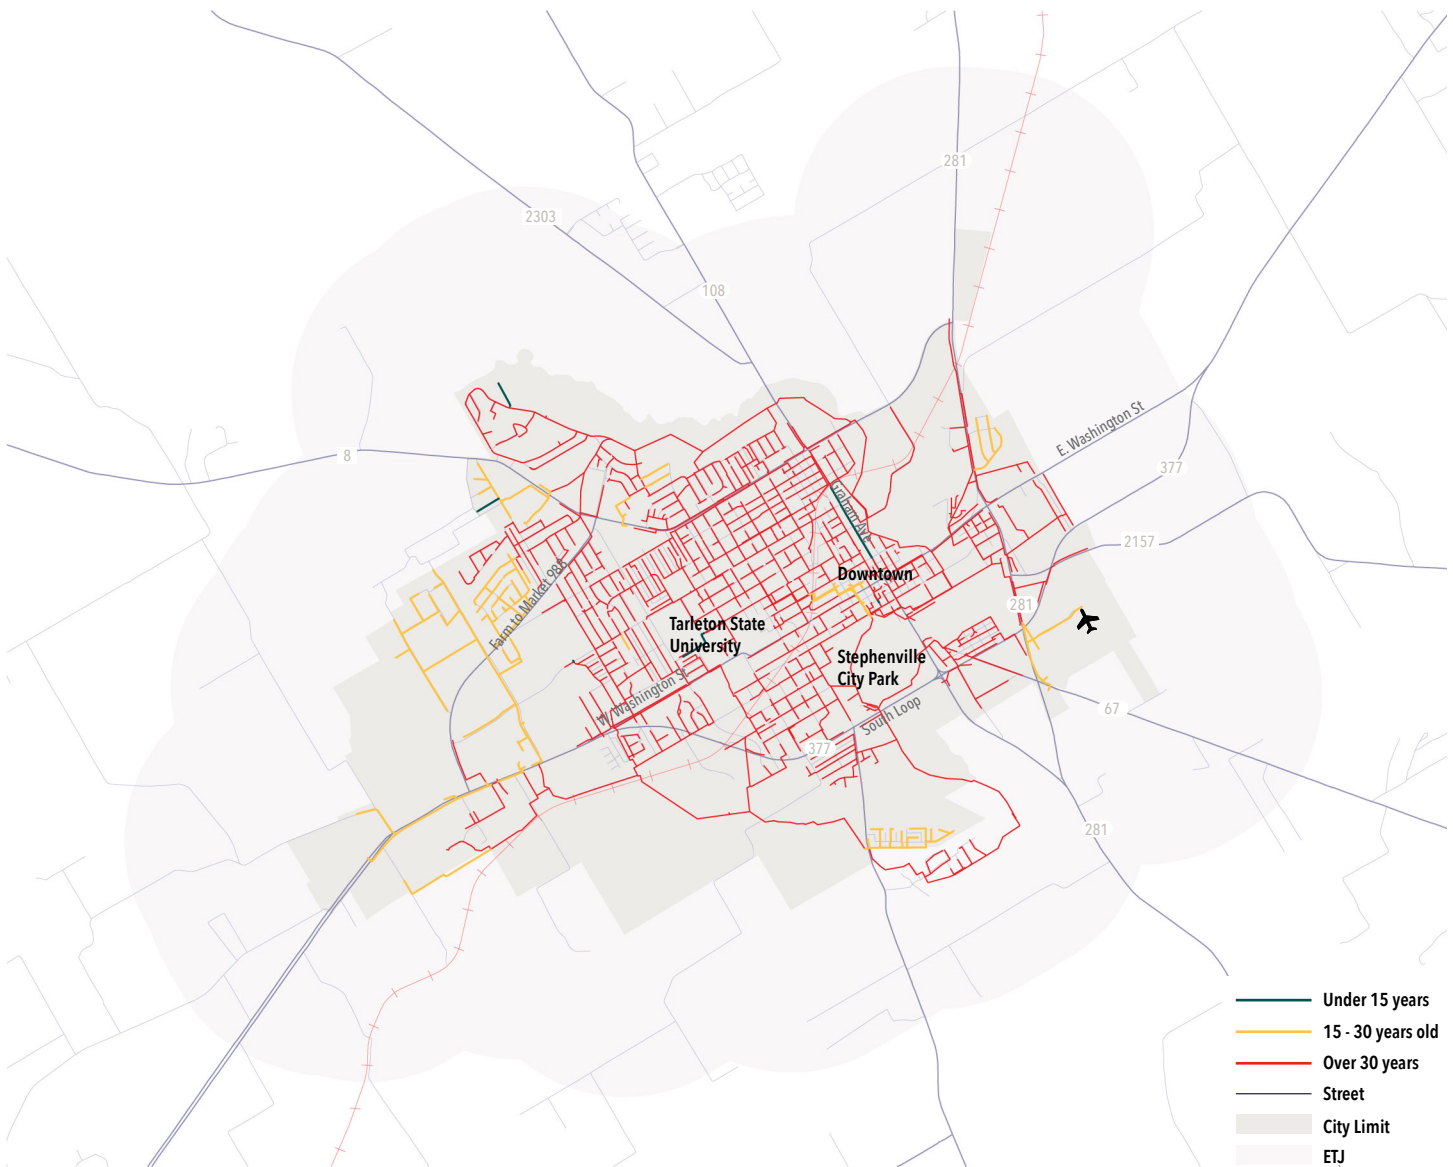 281
2303
108
E. Washington St
8
377
Graham Ave
2157
Downtown
Farm to Market 988
281
Tarleton State
University
Stephenville
City Park
W. Washington St
67
South Loop
377
281
Under 15 years
15 - 30 years old
Over 30 years
Street
City Limit
ETJ